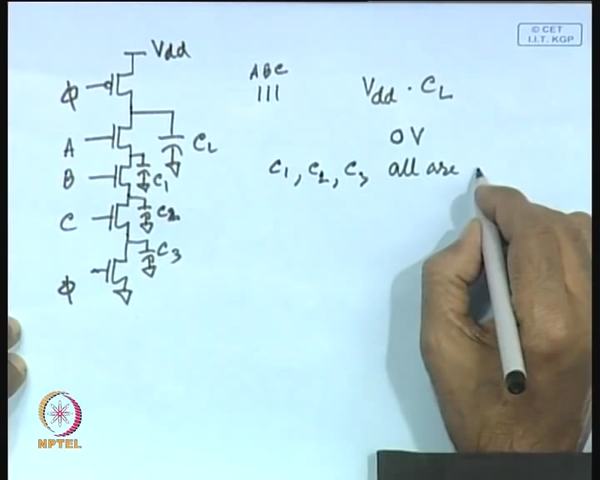 © CET
I.I.T. KGP
Vdd
ϕ
A
B
C
ϕ
CL
C1
C2
C3
ABC
111
Vdd · CL
0V
C1, C2, C3 all are
NPTEL